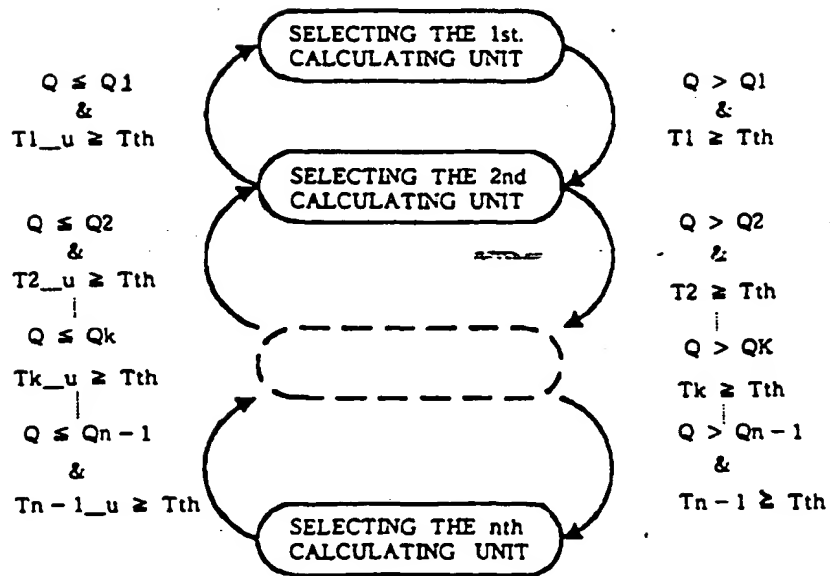 SELECTING THE 1st.
CALCULATING UNIT
Q ≦ Q1
&
T1_u ≧ Tth
Q > Q1
&
T1 ≧ Tth
SELECTING THE 2nd
CALCULATING UNIT
Q ≦ Q2
&
T2_u ≧ Tth
Q > Q2
&
T2 ≧ Tth
Q ≦ Qk
Tk_u ≧ Tth
Q > QK
Tk ≧ Tth
Q ≦ Qn-1
&
Tn-1_u ≧ Tth
Q > Qn-1
&
Tn-1 ≧ Tth
SELECTING THE nth
CALCULATING UNIT